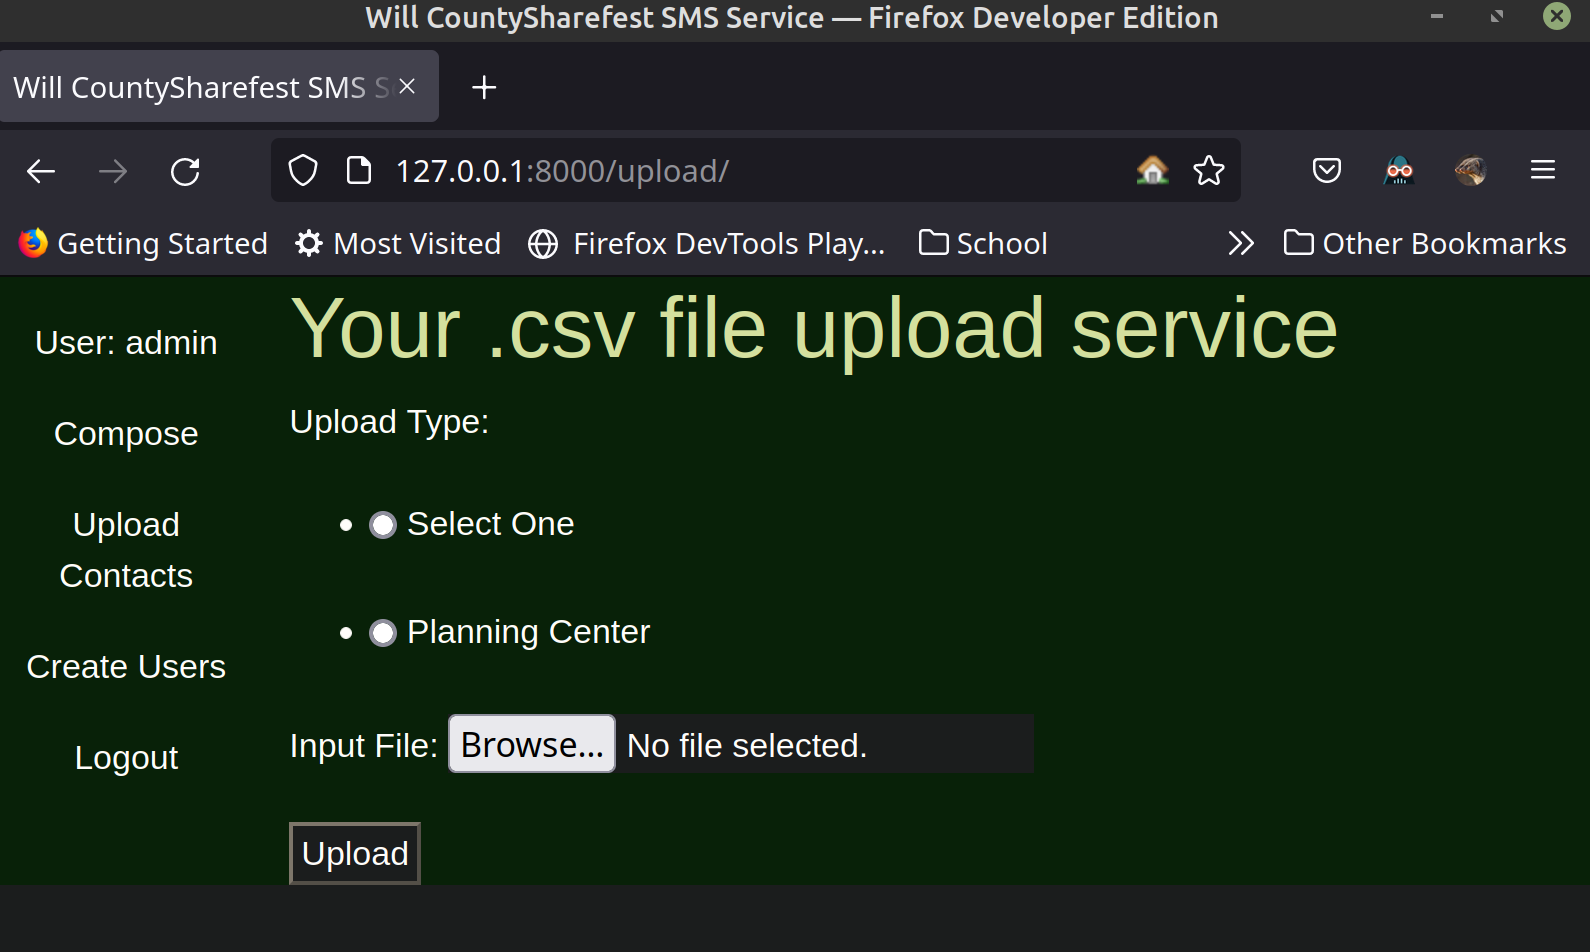 Will CountySharefest SMS Service — Firefox Developer Edition
Will CountySharefest SMS S
127.0.0.1:8000/upload/
Getting Started
Most Visited
Firefox DevTools Play...
School
Other Bookmarks
User: admin
Compose
Upload
Contacts
Create Users
Logout
Your .csv file upload service
Upload Type:
Select One
Planning Center
Input File: Browse... No file selected.
Upload